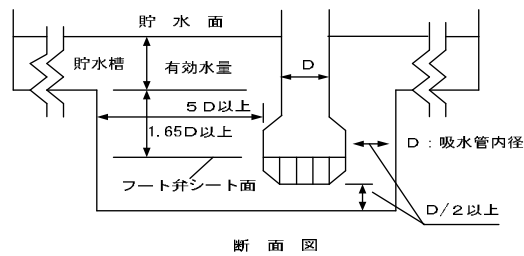 貯水面
D
貯水槽
有効水量
5D以上
1.65D以上
D：吸水管内径
フート弁シート面
D/2以上
断面図